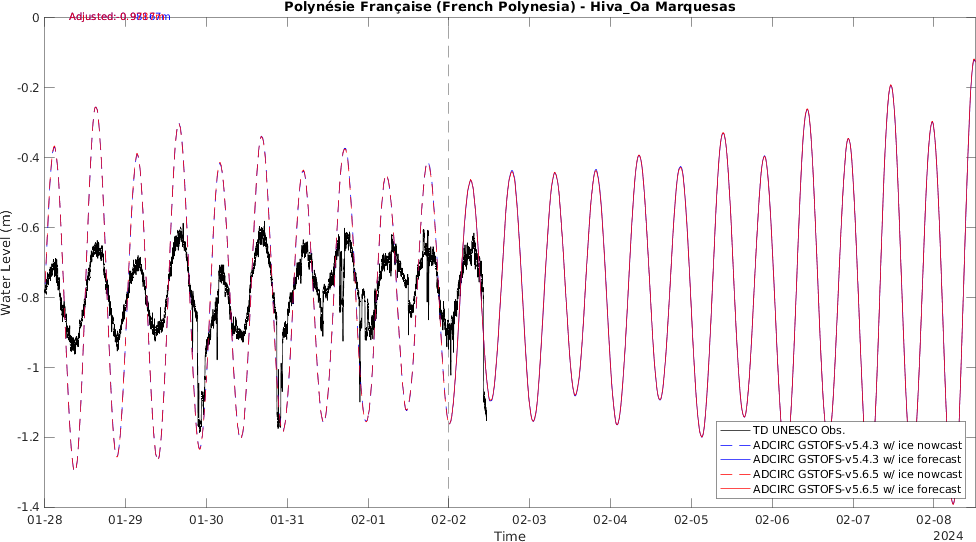 Polynésie Française (French Polynesia) - Hiva_Oa Marquesas
0
-0.2
-0.4
-0.6
-0.8
-1
-1.2
-1.4
Water Level (m)
01-28 01-29 01-30 01-31 02-01 02-02 02-03 02-04 02-05 02-06 02-07 02-08
2024
Time
TD UNESCO Obs.
ADCIRC GSTOFS-v5.4.3 w/ ice nowcast
ADCIRC GSTOFS-v5.4.3 w/ ice forecast
ADCIRC GSTOFS-v5.6.5 w/ ice nowcast
ADCIRC GSTOFS-v5.6.5 w/ ice forecast